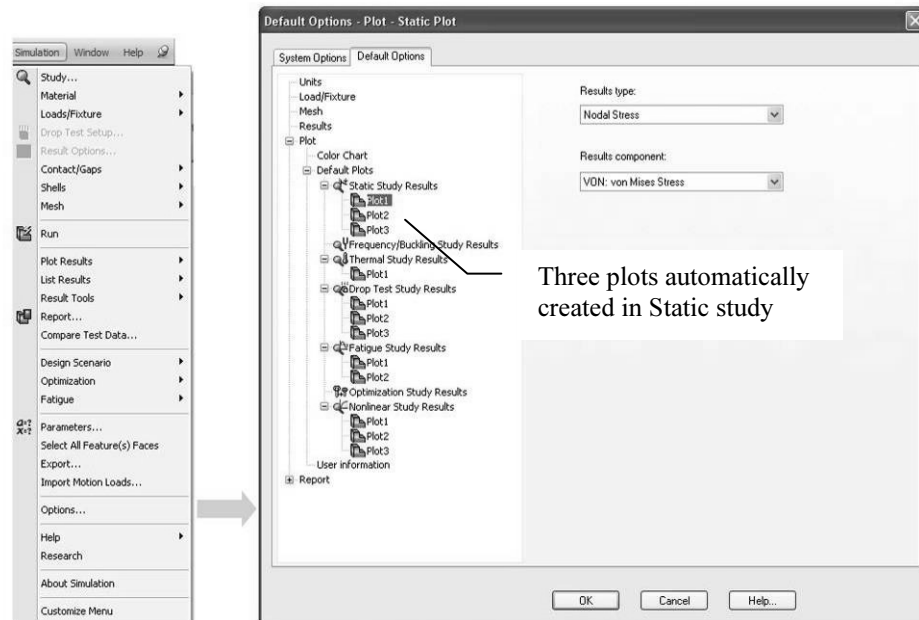 Simulation Window Help
Study...
Material
Loads/Fixture
Drop Test Setup...
Result Options...
Contact/Gaps
Shells
Mesh
Run
Plot Results
List Results
Result Tools
Report...
Compare Test Data...
Design Scenario
Optimization
Fatigue
Parameters...
Select All Feature(s) Faces
Export...
Import Motion Loads...
Options...
Help
Research
About Simulation
Customize Menu
Default Options - Plot - Static Plot
System Options Default Options
Units
Load/Fixture
Mesh
Results
Plot
Color Chart
Default Plots
Static Study Results
Plot1
Plot2
Plot3
Frequency/Buckling Study Results
Thermal Study Results
Plot1
Drop Test Study Results
Plot1
Plot2
Plot3
Fatigue Study Results
Plot1
Plot2
Optimization Study Results
Nonlinear Study Results
Plot1
Plot2
Plot3
User information
Report
Results type:
Nodal Stress
Results component:
VON: von Mises Stress
Three plots automatically
created in Static study
OK Cancel Help...